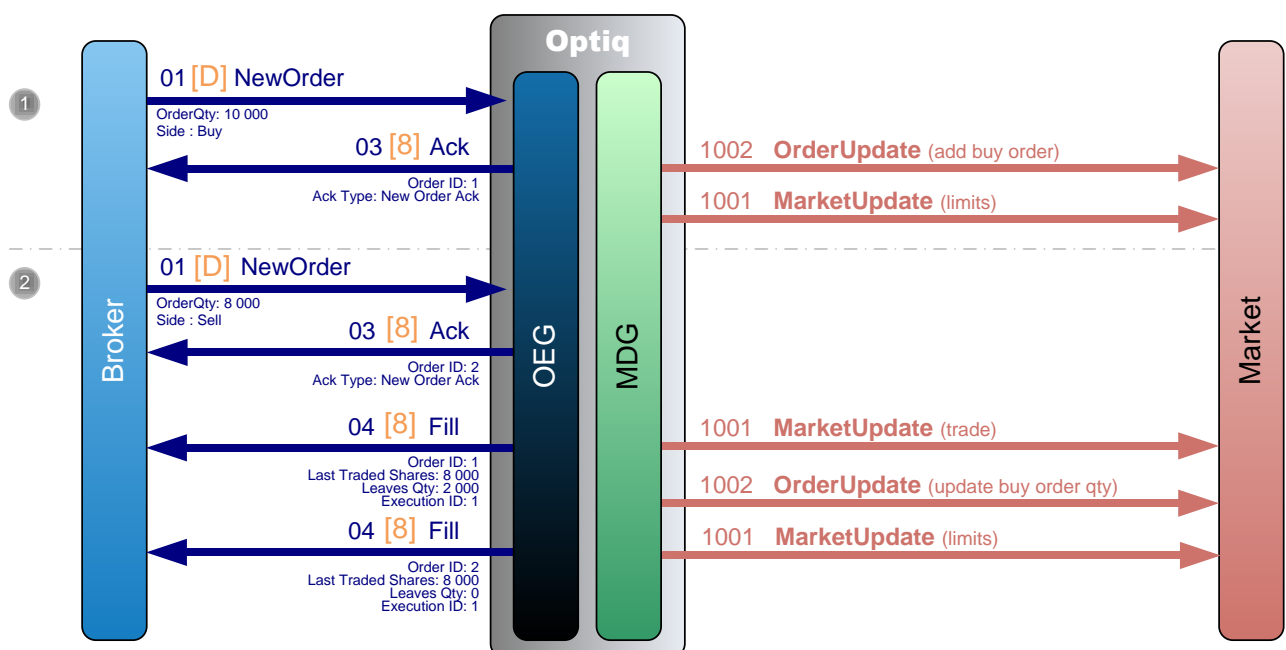 Optiq
Broker
OEG
MDG
Market
1
01 [D] NewOrder
OrderQty: 10 000
Side : Buy
03 [8] Ack
Order ID: 1
Ack Type: New Order Ack
1002 OrderUpdate (add buy order)
1001 MarketUpdate (limits)
2
01 [D] NewOrder
OrderQty: 8 000
Side : Sell
03 [8] Ack
Order ID: 2
Ack Type: New Order Ack
04 [8] Fill
Order ID: 1
Last Traded Shares: 8 000
Leaves Qty: 2 000
Execution ID: 1
1001 MarketUpdate (trade)
1002 OrderUpdate (update buy order qty)
04 [8] Fill
Order ID: 2
Last Traded Shares: 8 000
Leaves Qty: 0
Execution ID: 1
1001 MarketUpdate (limits)